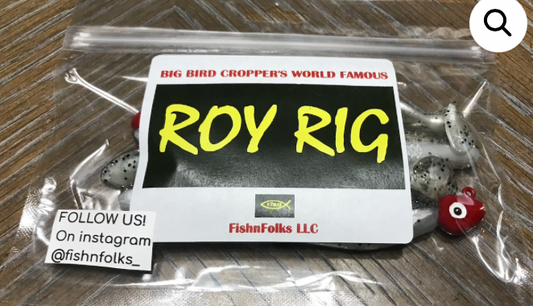 BIG BIRD CROPPER'S WORLD FAMOUS
ROY RIG
FishnFolks LLC
FOLLOW US!
On instagram
@fishnfolks_